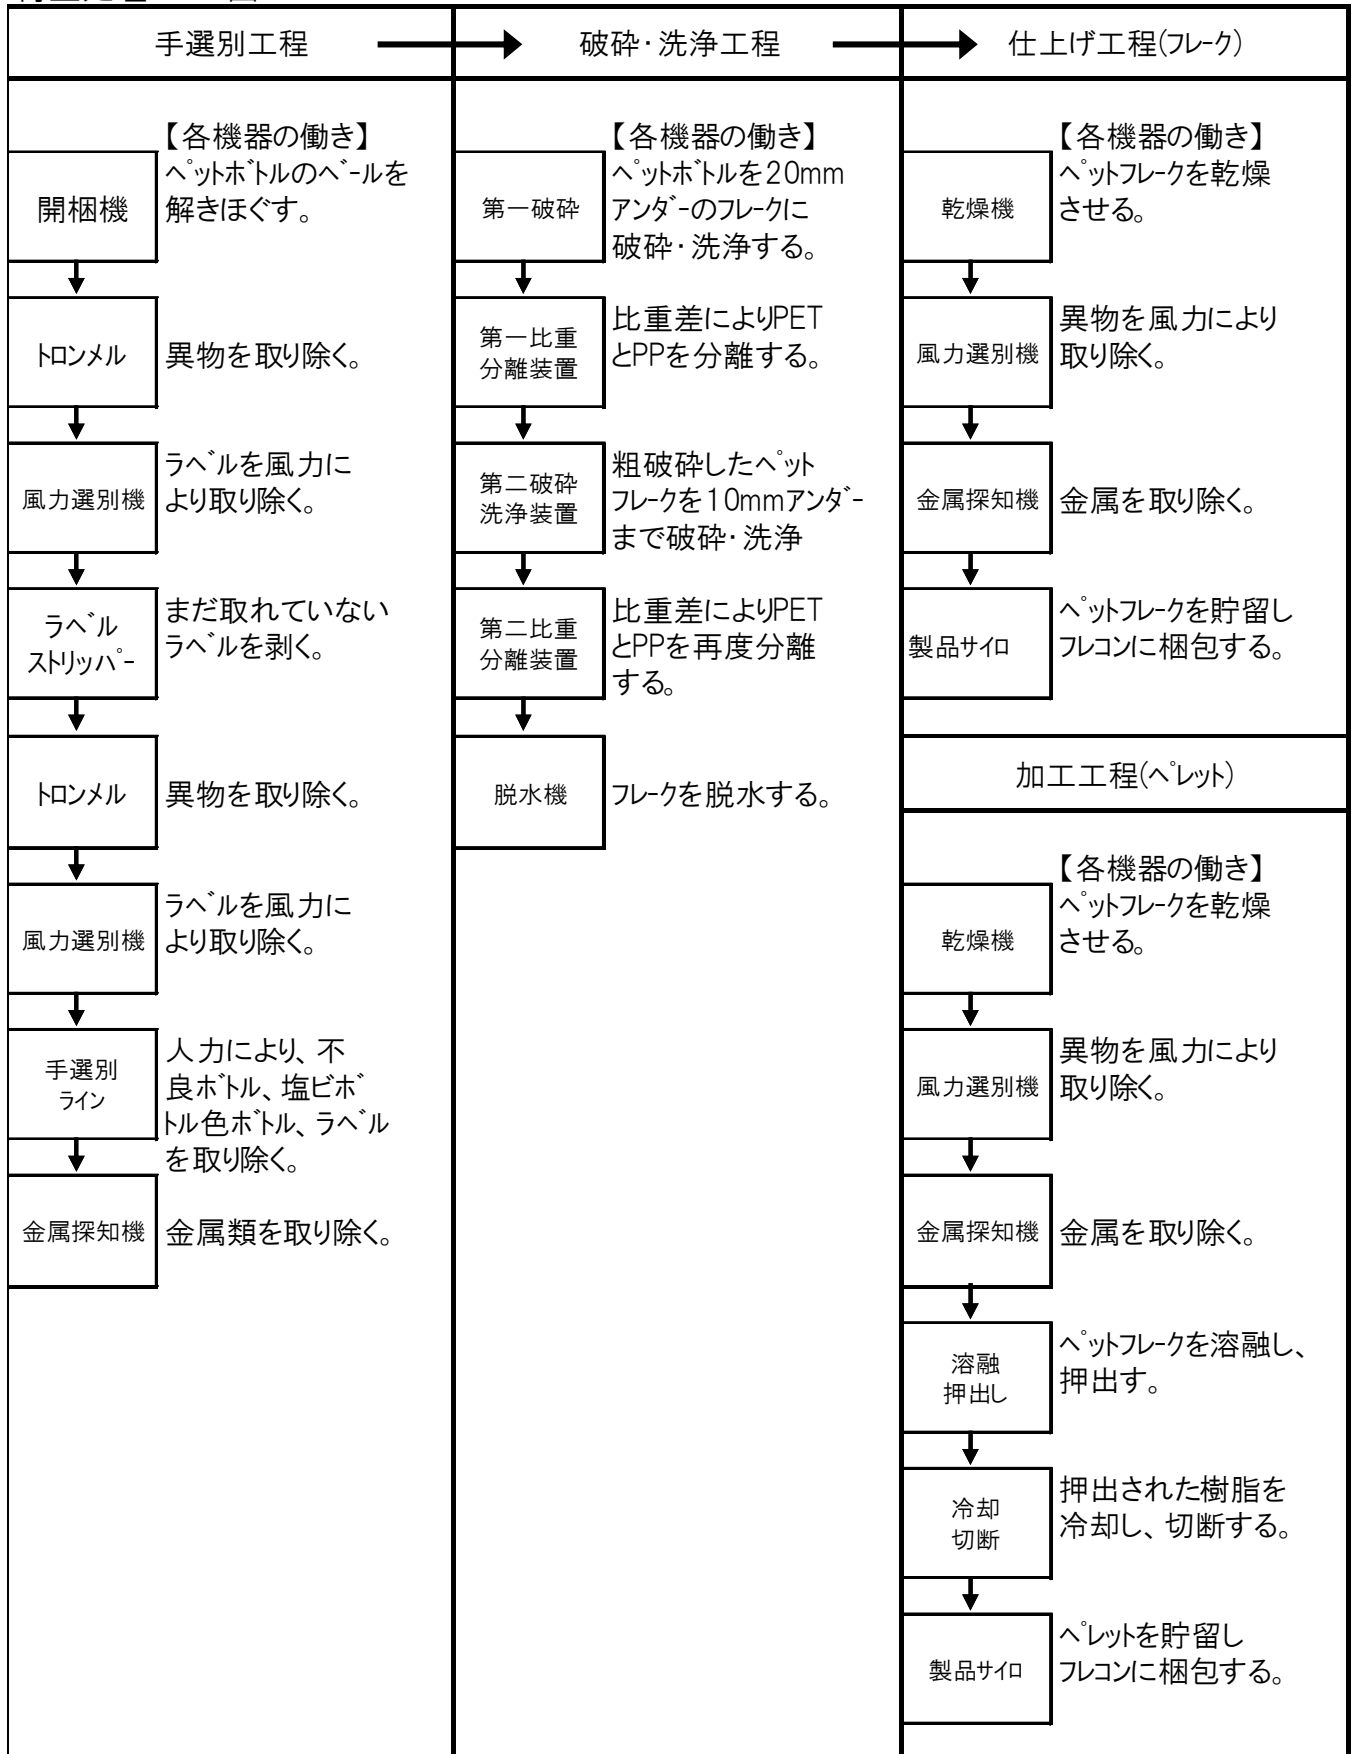 手選別工程
破砕・洗浄工程
仕上げ工程(フレーク)
【各機器の働き】
開梱機
ペットボトルのベールを
解きほぐす。
トロンメル
異物を取り除く。
風力選別機
ラベルを風力に
より取り除く。
ラベル
ストリッパー
まだ取れていない
ラベルを剥く。
トロンメル
異物を取り除く。
風力選別機
ラベルを風力に
より取り除く。
手選別
ライン
人力により、不
良ボトル、塩ビボ
トル色ボトル、ラベル
を取り除く。
金属探知機
金属類を取り除く。
【各機器の働き】
第一破砕
ペットボトルを20mm
アンダーのフレークに
破砕・洗浄する。
第一比重
分離装置
比重差によりPET
とPPを分離する。
第二破砕
洗浄装置
粗破砕したペット
フレークを10mmアンダー
まで破砕・洗浄
第二比重
分離装置
比重差によりPET
とPPを再度分離
する。
脱水機
フレークを脱水する。
【各機器の働き】
乾燥機
ペットフレークを乾燥
させる。
風力選別機
異物を風力により
取り除く。
金属探知機
金属を取り除く。
製品サイロ
ペットフレークを貯留し
フレコンに梱包する。
加工工程(ペレット)
【各機器の働き】
乾燥機
ペットフレークを乾燥
させる。
風力選別機
異物を風力により
取り除く。
金属探知機
金属を取り除く。
溶融
押出し
ペットフレークを溶融し、
押出す。
冷却
切断
押出された樹脂を
冷却し、切断する。
製品サイロ
ペレットを貯留し
フレコンに梱包する。